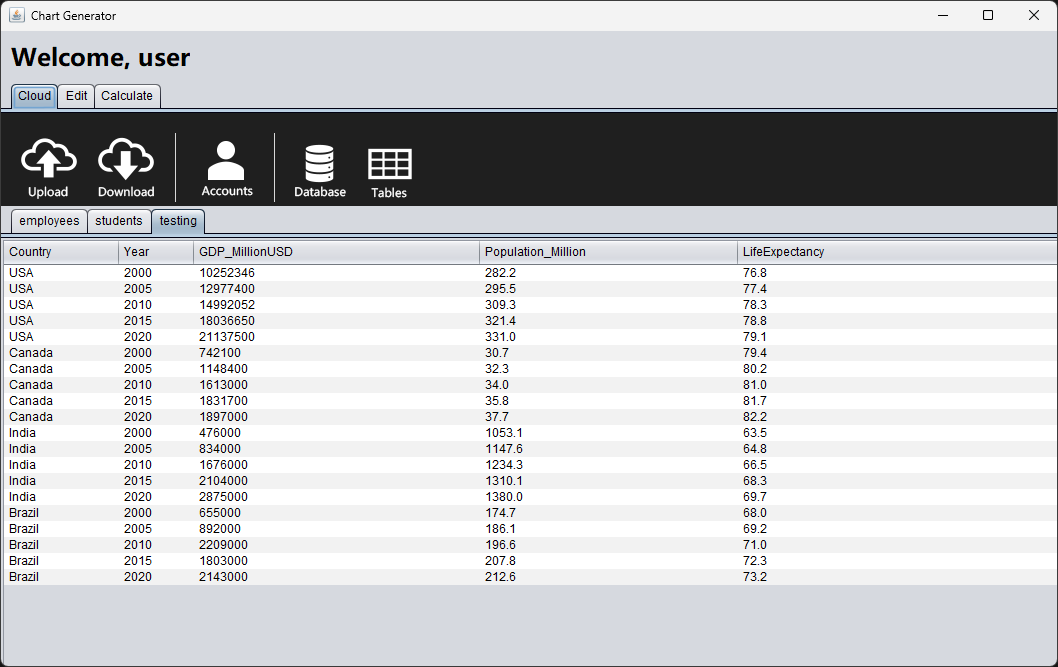 Chart Generator
Welcome, user
Cloud Edit Calculate
Upload Download Accounts Database Tables
employees students testing
Country Year GDP_MillionUSD Population_Million LifeExpectancy
USA 2000 10252346 282.2 76.8
USA 2005 12977400 295.5 77.4
USA 2010 14992052 309.3 78.3
USA 2015 18036650 321.4 78.8
USA 2020 21137500 331.0 79.1
Canada 2000 742100 30.7 79.4
Canada 2005 1148400 32.3 80.2
Canada 2010 1613000 34.0 81.0
Canada 2015 1831700 35.8 81.7
Canada 2020 1897000 37.7 82.2
India 2000 476000 1053.1 63.5
India 2005 834000 1147.6 64.8
India 2010 1676000 1234.3 66.5
India 2015 2104000 1310.1 68.3
India 2020 2875000 1380.0 69.7
Brazil 2000 655000 174.7 68.0
Brazil 2005 892000 186.1 69.2
Brazil 2010 2209000 196.6 71.0
Brazil 2015 1803000 207.8 72.3
Brazil 2020 2143000 212.6 73.2